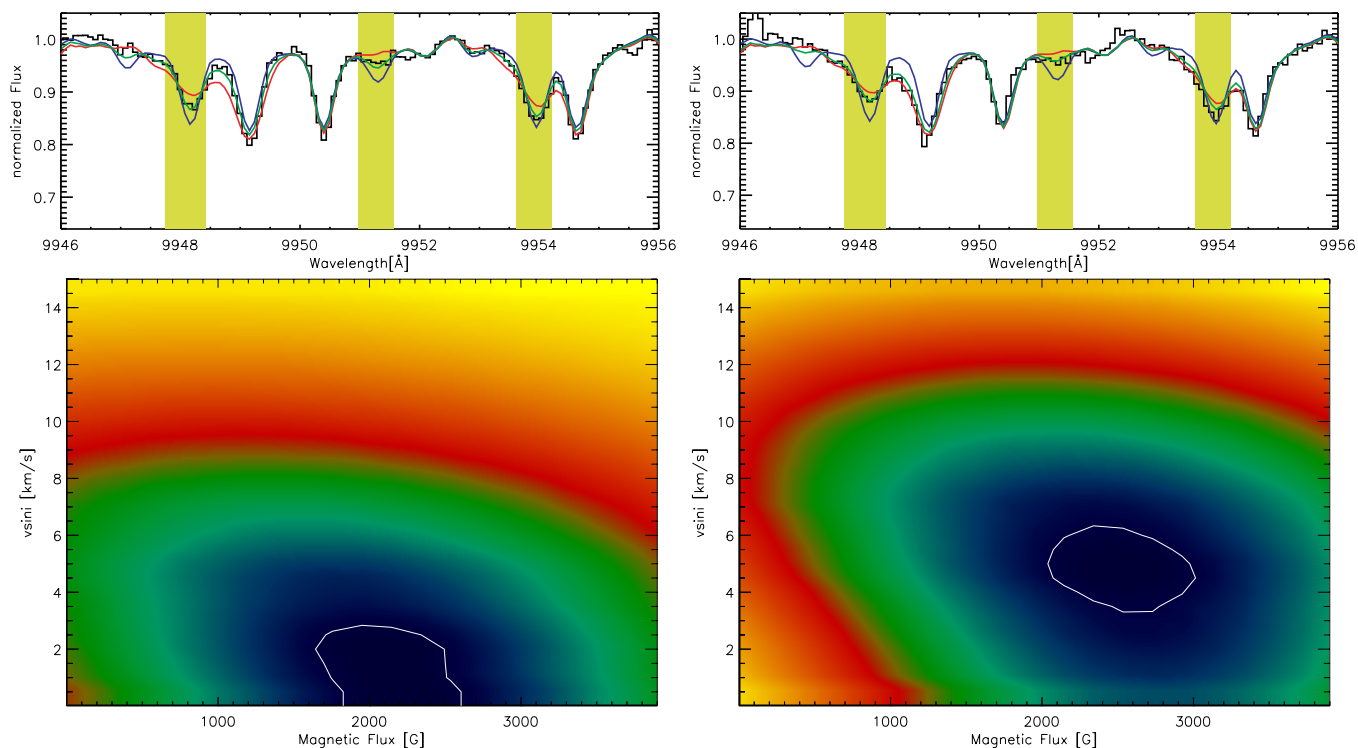 1.0
0.9
0.8
0.7
normalized Flux
9946 9948 9950 9952 9954 9956
Wavelength[Å]
1.0
0.9
0.8
0.7
normalized Flux
9946 9948 9950 9952 9954 9956
Wavelength[Å]
14
12
10
8
6
4
2
vsini [km/s]
1000 2000 3000
Magnetic Flux [G]
14
12
10
8
6
4
2
vsini [km/s]
1000 2000 3000
Magnetic Flux [G]